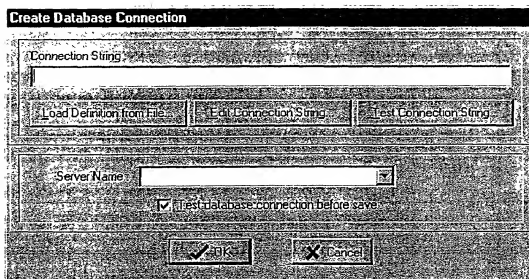 Create Database Connection
Connection String
Load Definition from File... Edit Connection String Test Connection String
Server Name
Test database connection before save
OK Cancel